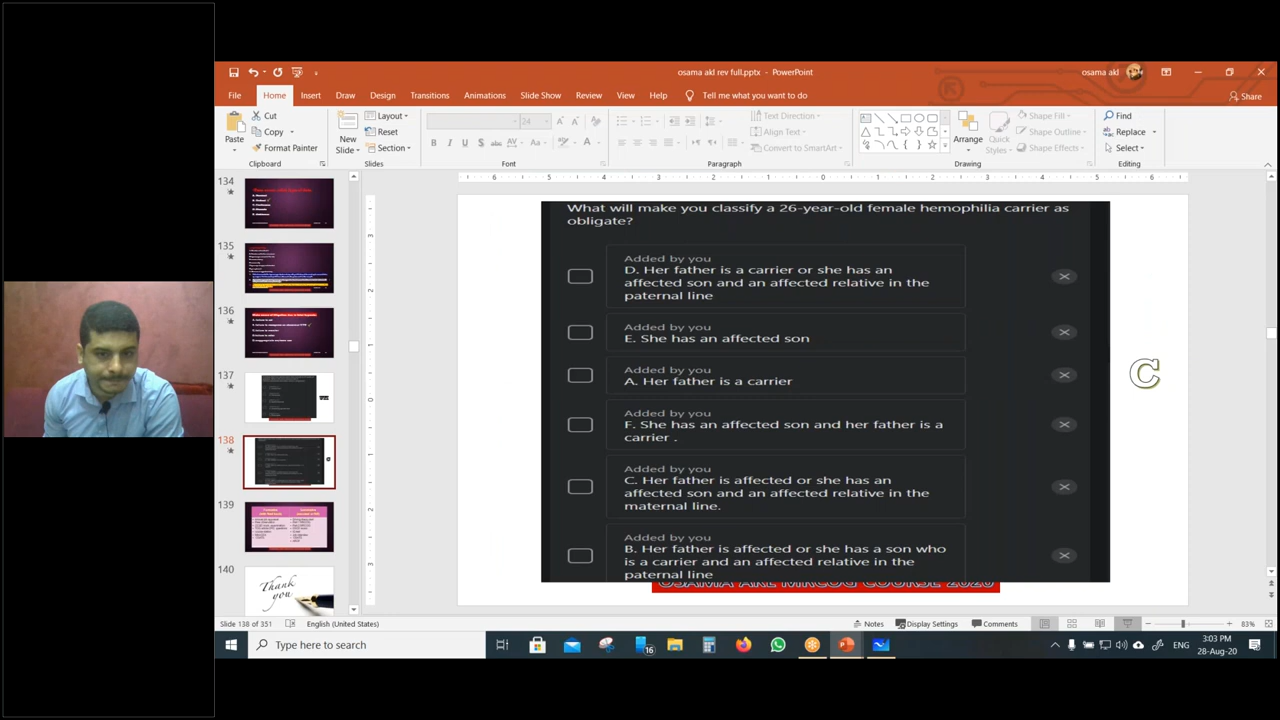 osama akl rev full.pptx - PowerPoint
osama akl
File Home Insert Draw Design Transitions Animations Slide Show Review View Help Tell me what you want to do
Share
Cut
Copy
Format Painter
Paste
Clipboard
New
Slide
Layout
Reset
Section
Slides
24
Font
Text Direction
Align Text
Convert to SmartArt
Paragraph
Arrange
Quick
Styles
Shape Fill
Shape Outline
Shape Effects
Drawing
Find
Replace
Select
Editing
134
135
136
137
138
139
140
Thank
you
What will make you classify a 26-year-old female hemophilia carrier as
obligate?
Added by you
D. Her father is a carrier or she has an
affected son and an affected relative in the
paternal line
Added by you
E. She has an affected son
Added by you
A. Her father is a carrier
Added by you
F. She has an affected son and her father is a
carrier .
Added by you
C. Her father is affected or she has an
affected son and an affected relative in the
maternal line.
Added by you
B. Her father is affected or she has a son who
is a carrier and an affected relative in the
paternal line
C
OSAMA AKL MRCOG COURSE 2020
Slide 138 of 351
English (United States)
Notes
Display Settings
Comments
83%
Type here to search
16
ENG
3:03 PM
28-Aug-20